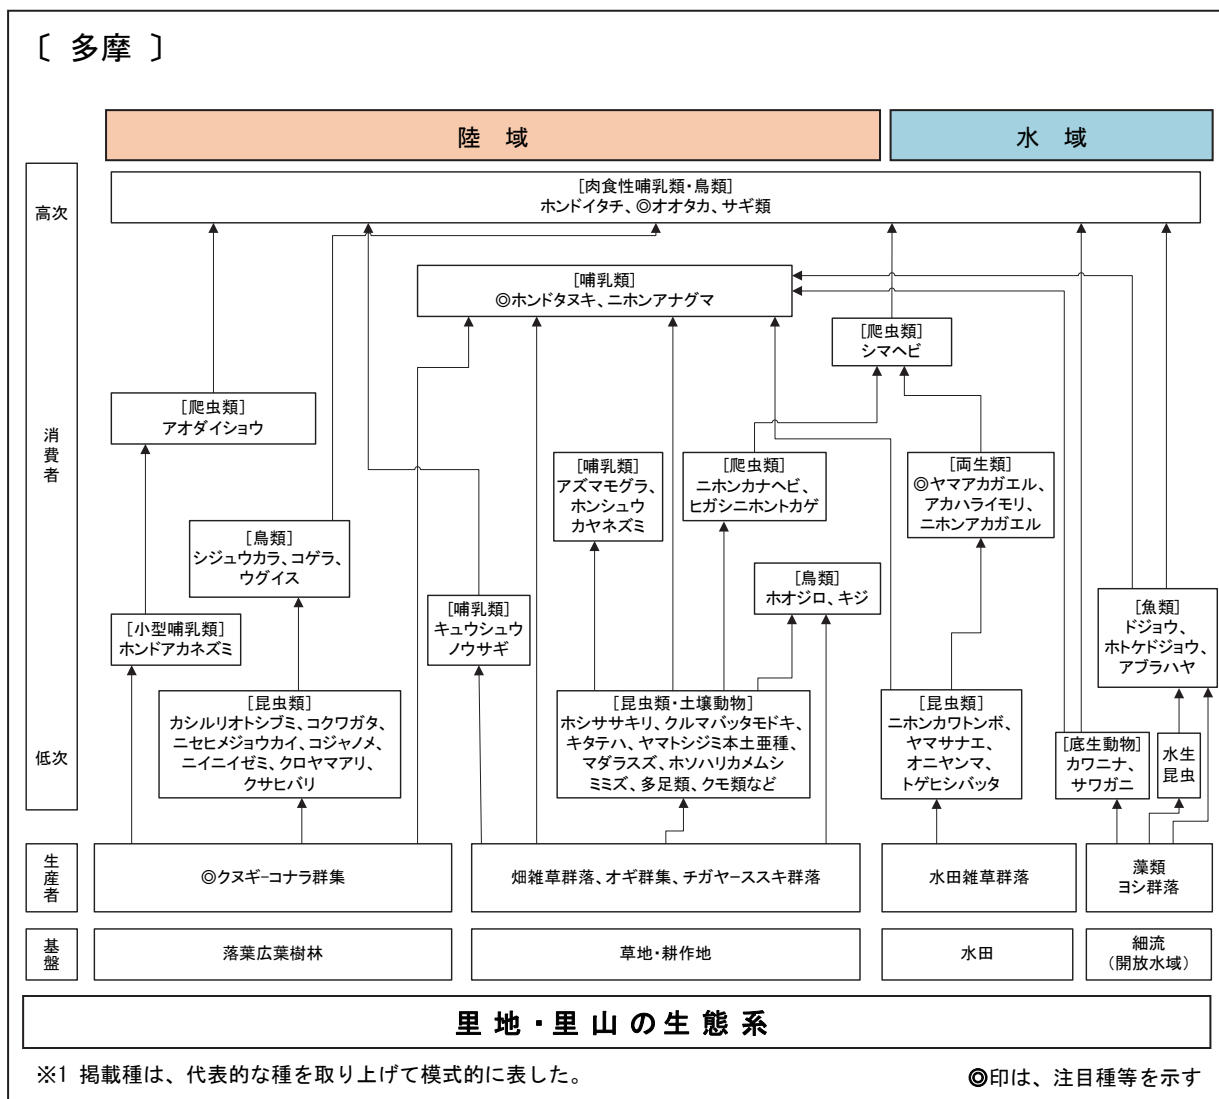 〔 多摩 〕
陸 域
水 域
高次
消費者
低次
生産者
基盤
[肉食性哺乳類・鳥類]
ホンドイタチ、◎オオタカ、サギ類
[哺乳類]
◎ホンドタヌキ、ニホンアナグマ
[爬虫類]
シマヘビ
[爬虫類]
アオダイショウ
[哺乳類]
アズマモグラ、
ホンシュウ
カヤネズミ
[爬虫類]
ニホンカナヘビ、
ヒガシニホントカゲ
[両生類]
◎ヤマアカガエル、
アカハライモリ、
ニホンアカガエル
[鳥類]
シジュウカラ、コゲラ、
ウグイス
[鳥類]
ホオジロ、キジ
[哺乳類]
キュウシュウ
ノウサギ
[魚類]
ドジョウ、
ホトケドジョウ、
アブラハヤ
[小型哺乳類]
ホンドアカネズミ
[昆虫類]
カシルリオトシブミ、コクワガタ、
ニセヒメジョウカイ、コジャノメ、
ニイニイゼミ、クロヤマアリ、
クサヒバリ
[昆虫類・土壌動物]
ホシササキリ、クルマバッタモドキ、
キタテハ、ヤマトシジミ本土亜種、
マダラスズ、ホソハリカメムシ
ミミズ、多足類、クモ類など
[昆虫類]
ニホンカワトンボ、
ヤマサナエ、
オニヤンマ、
トゲヒシバッタ
[底生動物]
カワニナ、
サワガニ
水生
昆虫
◎クヌギ-コナラ群集
畑雑草群落、オギ群集、チガヤ-ススキ群落
水田雑草群落
藻類
ヨシ群落
落葉広葉樹林
草地・耕作地
水田
細流
（開放水域）
里地・里山の生態系
※1 掲載種は、代表的な種を取り上げて模式的に表した。
◎印は、注目種等を示す